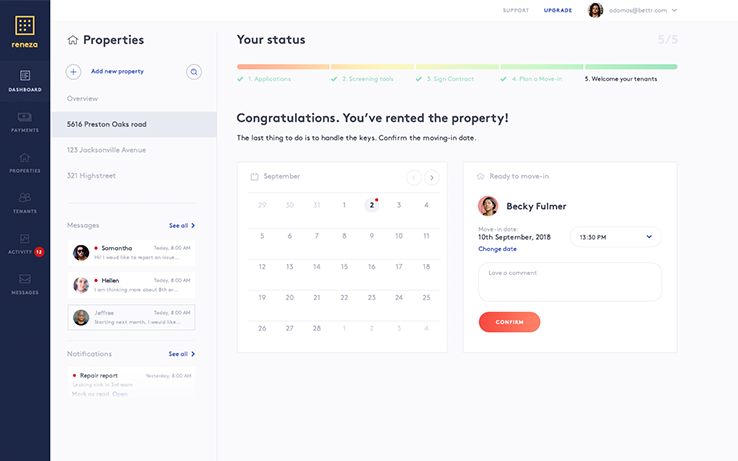 SUPPORT
UPGRADE
adamos@bettr.com
reneza
DASHBOARD
PAYMENTS
PROPERTIES
TENANTS
ACTIVITY 12
MESSAGES
Properties
Add new property
Overview
5616 Preston Oaks road
123 Jacksonville Avenue
321 Highstreet
Messages
See all
Samantha
Today, 8:00 AM
Hi! I woud like to report an issue...
Hellen
Today, 8:00 AM
I am thinking more about 8th or...
Jeffree
Today, 8:00 AM
Starting next month, I would like...
Notifications
See all
Repair report
Yesterday, 8:00 AM
Leaking sink in 3rd room
Mark as rend Open
Your status
5/5
1. Applications
2. Screening tools
3. Sign Contract
4. Plan a Move-in
5. Welcome your tenants
Congratulations. You've rented the property!
The last thing to do is to handle the keys. Confirm the moving-in date.
September
29 30 31 1 2 3 4
5 6 7 8 9 10 11
12 13 14 15 16 17 18
19 20 21 22 23 24 25
26 27 28 1 2 3 4
Ready to move-in
Becky Fulmer
Move-in date:
10th September, 2018
Change date
13:30 PM
Leve a comment
CONFIRM